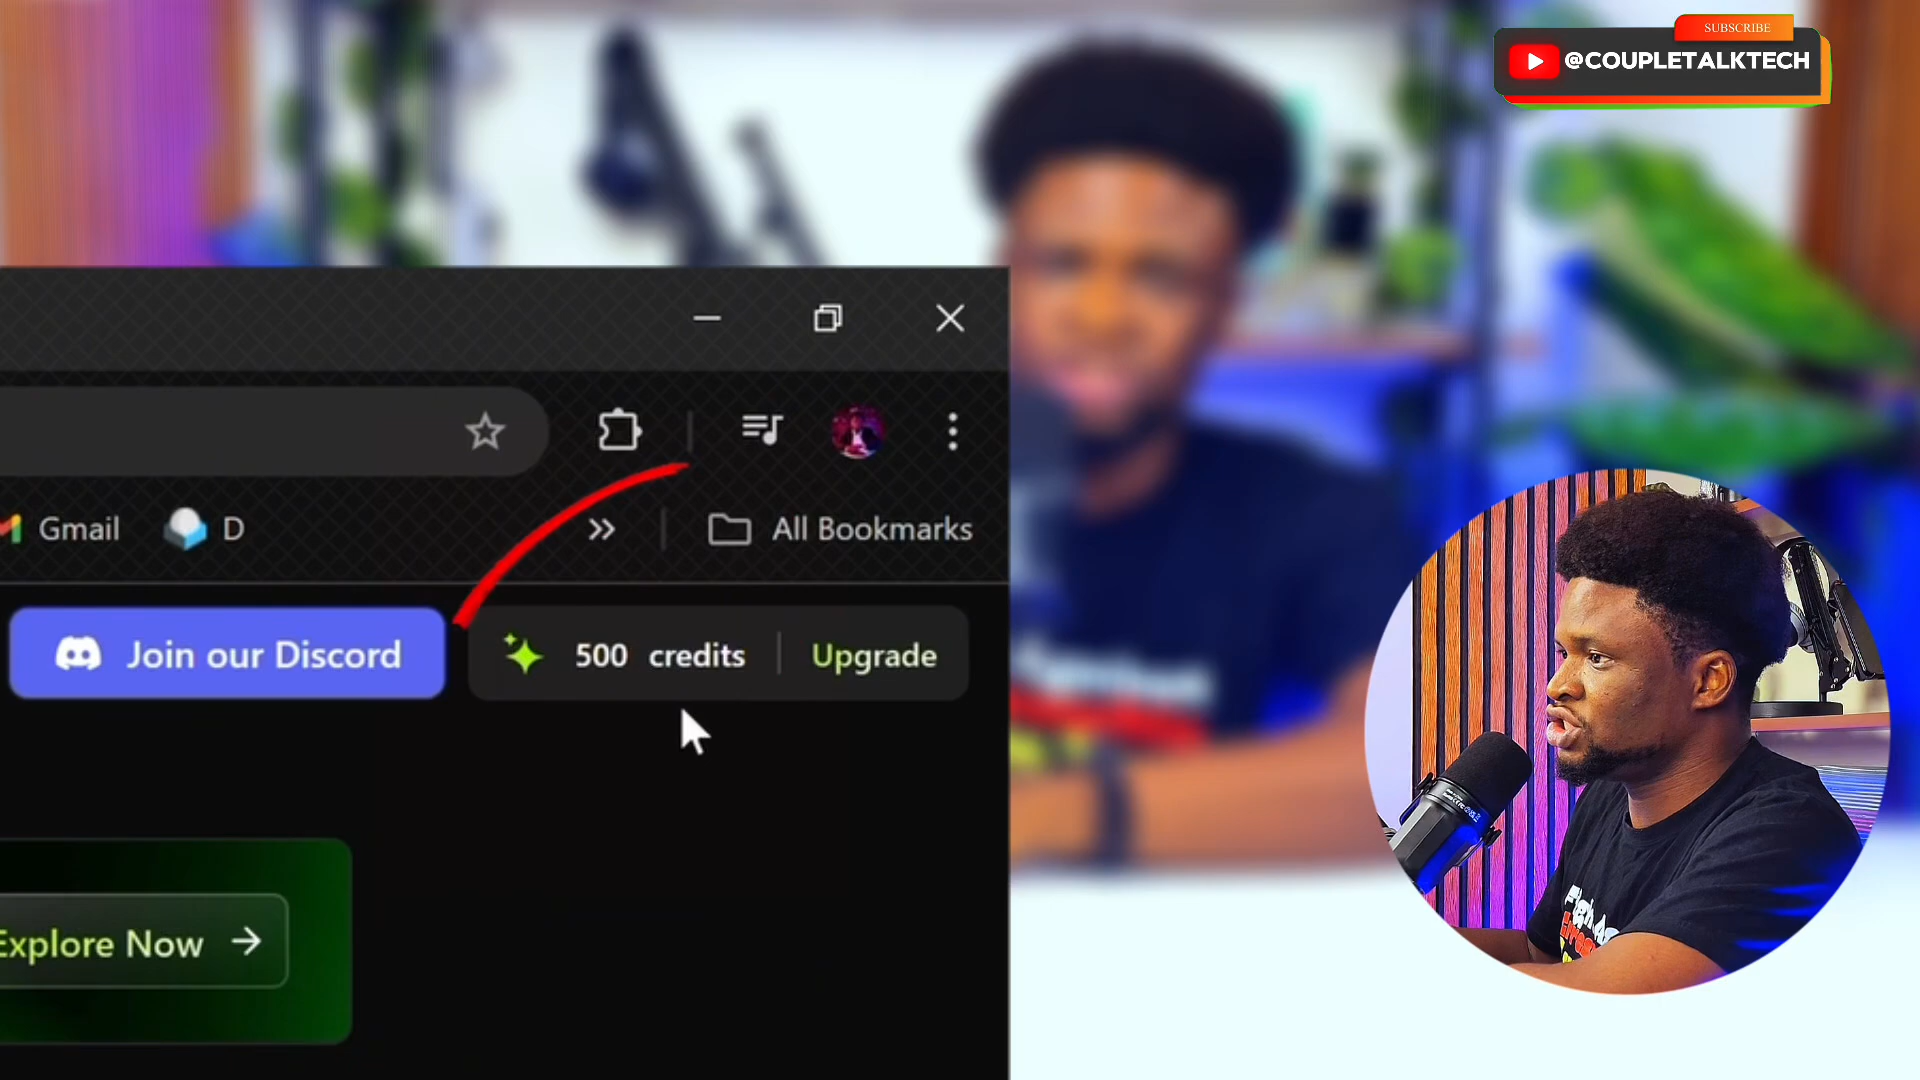 SUBSCRIBE
@COUPLETALKTECH
Gmail
D
All Bookmarks
Join our Discord
500 credits
Upgrade
Explore Now